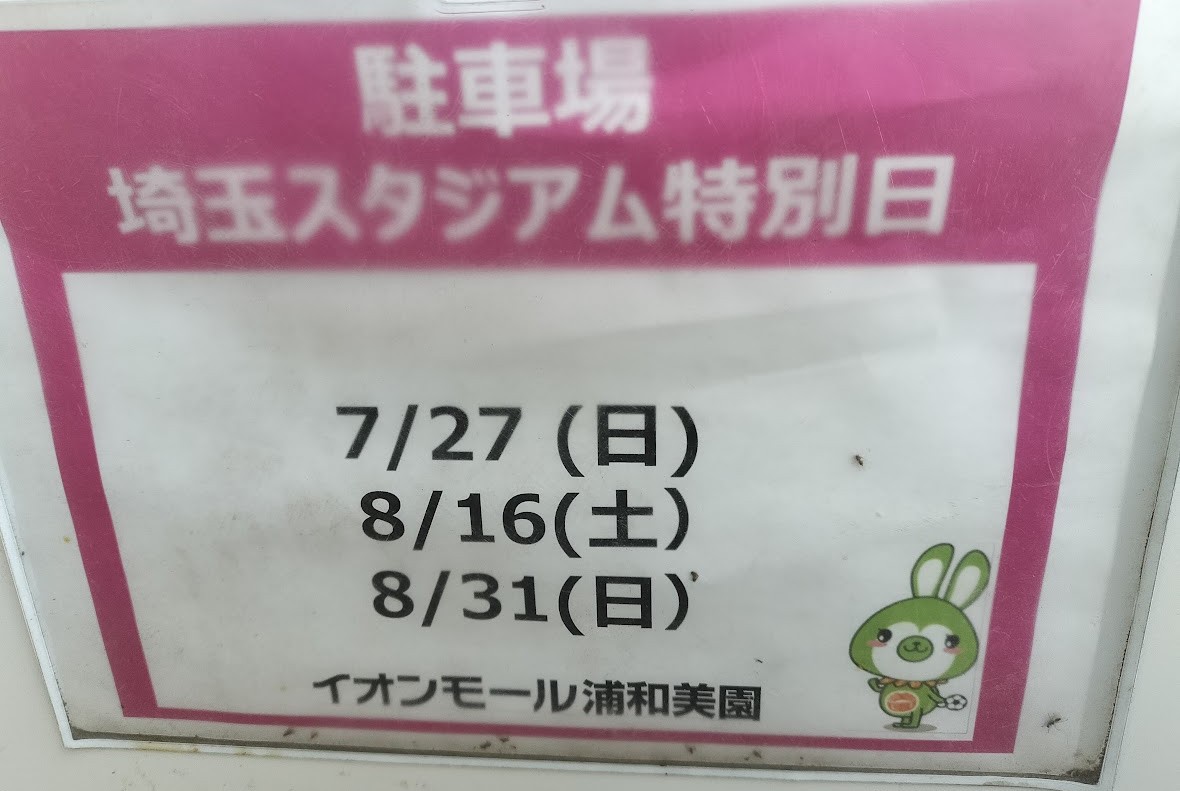 駐車場
埼玉スタジアム特別日
7/27 (日)
8/16(土)
8/31(日)
イオンモール浦和美園